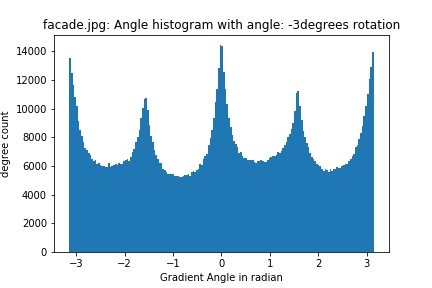 facade.jpg: Angle histogram with angle: -3degrees rotation
14000
12000
10000
8000
6000
4000
2000
0
degree count
−3 −2 −1 0 1 2 3
Gradient Angle in radian